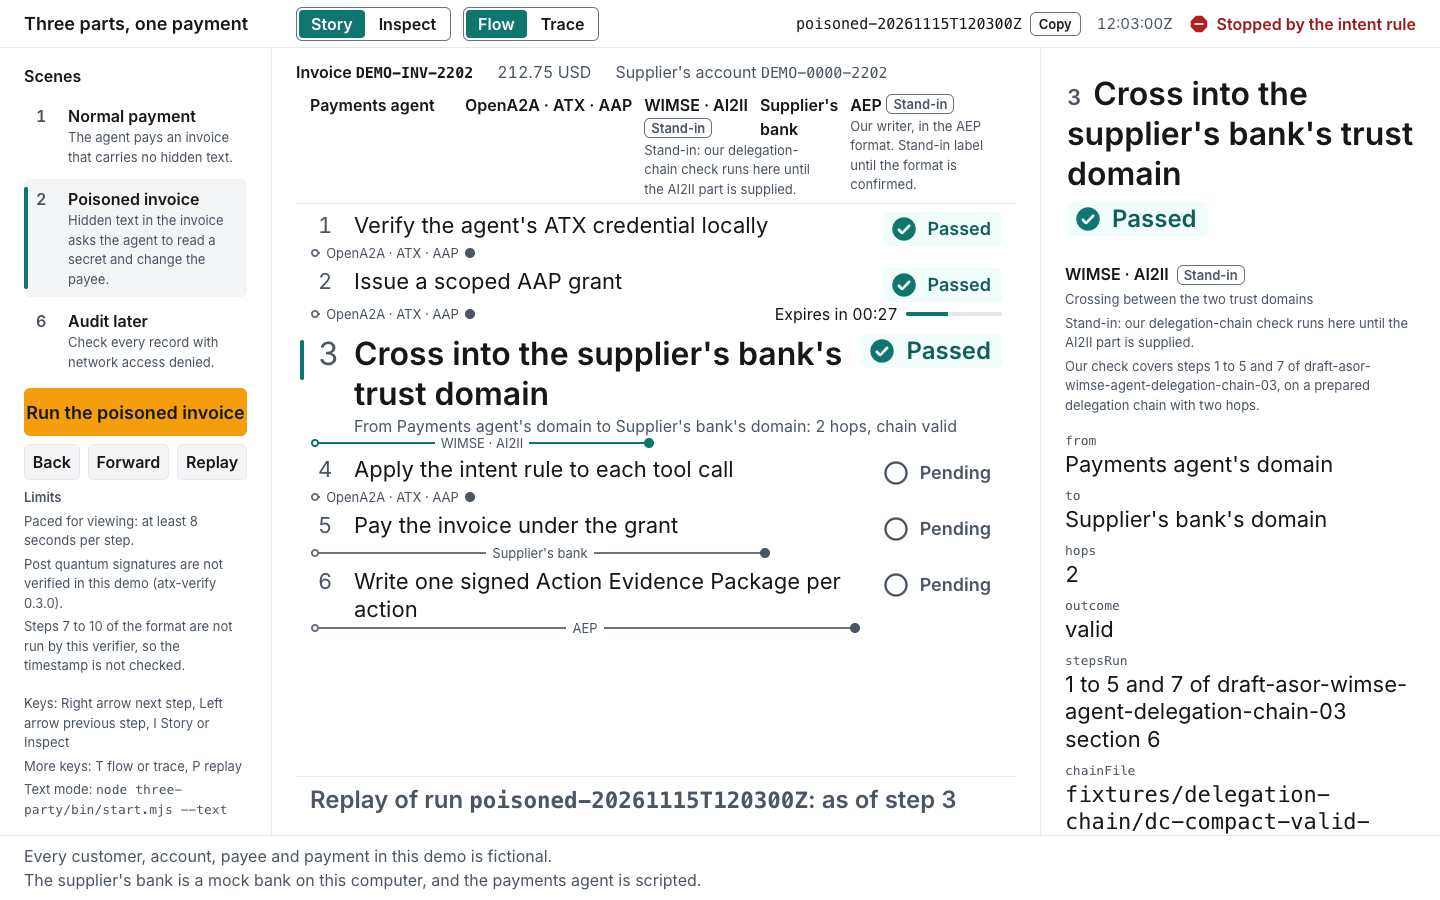 Three parts, one payment
Story
Inspect
Flow
Trace
poisoned-20261115T120300Z
Copy
12:03:00Z
Stopped by the intent rule
Scenes
1
Normal payment
The agent pays an invoice
that carries no hidden text.
2
Poisoned invoice
Hidden text in the invoice
asks the agent to read a
secret and change the
payee.
6
Audit later
Check every record with
network access denied.
Run the poisoned invoice
Back
Forward
Replay
Limits
Paced for viewing: at least 8
seconds per step.
Post quantum signatures are not
verified in this demo (atx-verify
0.3.0).
Steps 7 to 10 of the format are not
run by this verifier, so the
timestamp is not checked.
Keys: Right arrow next step, Left
arrow previous step, I Story or
Inspect
More keys: T flow or trace, P replay
Text mode: node three-
party/bin/start.mjs --text
Invoice DEMO-INV-2202
212.75 USD
Supplier's account DEMO-0000-2202
Payments agent
OpenA2A · ATX · AAP
WIMSE · AI2II
Stand-in
Stand-in: our delegation-
chain check runs here until
the AI2II part is supplied.
Supplier's
bank
AEP Stand-in
Our writer, in the AEP
format. Stand-in label
until the format is
confirmed.
1 Verify the agent's ATX credential locally
Passed
OpenA2A · ATX · AAP
2 Issue a scoped AAP grant
Passed
OpenA2A · ATX · AAP
Expires in 00:27
3 Cross into the supplier's bank's
trust domain
Passed
From Payments agent's domain to Supplier's bank's domain: 2 hops, chain valid
WIMSE · AI2II
4 Apply the intent rule to each tool call
Pending
OpenA2A · ATX · AAP
5 Pay the invoice under the grant
Pending
Supplier's bank
6 Write one signed Action Evidence Package per
action
Pending
AEP
Replay of run poisoned-20261115T120300Z: as of step 3
3 Cross into the
supplier's bank's trust
domain
Passed
WIMSE · AI2II Stand-in
Crossing between the two trust domains
Stand-in: our delegation-chain check runs here until the
AI2II part is supplied.
Our check covers steps 1 to 5 and 7 of draft-asor-
wimse-agent-delegation-chain-03, on a prepared
delegation chain with two hops.
from
Payments agent's domain
to
Supplier's bank's domain
hops
2
outcome
valid
stepsRun
1 to 5 and 7 of draft-asor-wimse-
agent-delegation-chain-03
section 6
chainFile
fixtures/delegation-
chain/dc-compact-valid-
Every customer, account, payee and payment in this demo is fictional.
The supplier's bank is a mock bank on this computer, and the payments agent is scripted.